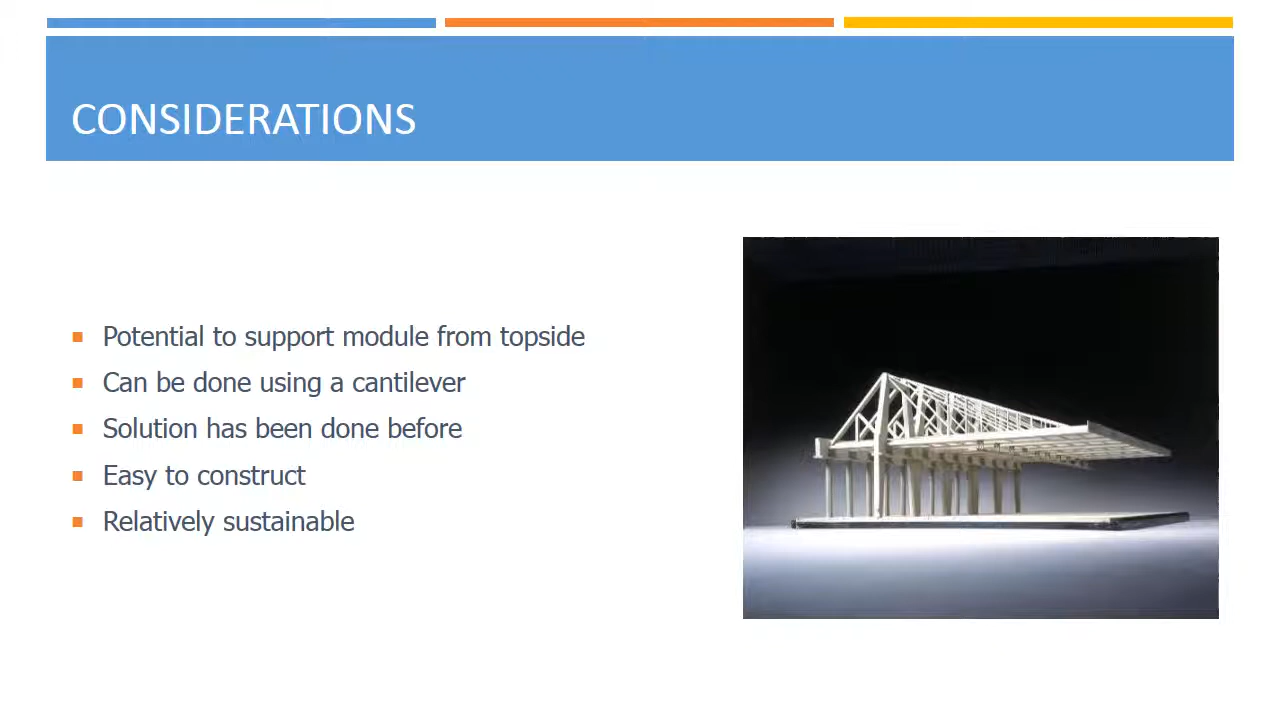 CONSIDERATIONS
Potential to support module from topside
Can be done using a cantilever
Solution has been done before
Easy to construct
Relatively sustainable